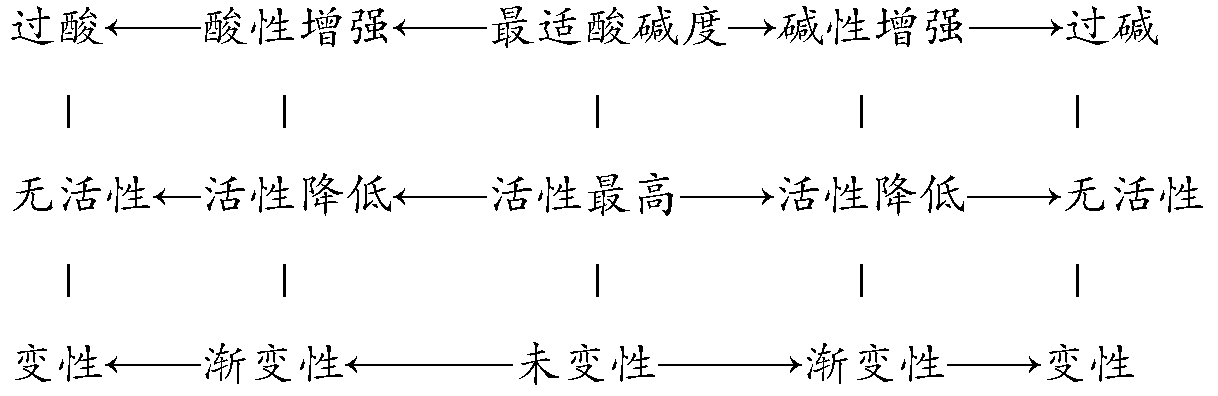 过酸←酸性增强←最适酸碱度→碱性增强→过碱
| | | | |
无活性←活性降低←活性最高→活性降低→无活性
| | | | |
变性←渐变性←未变性→渐变性→变性